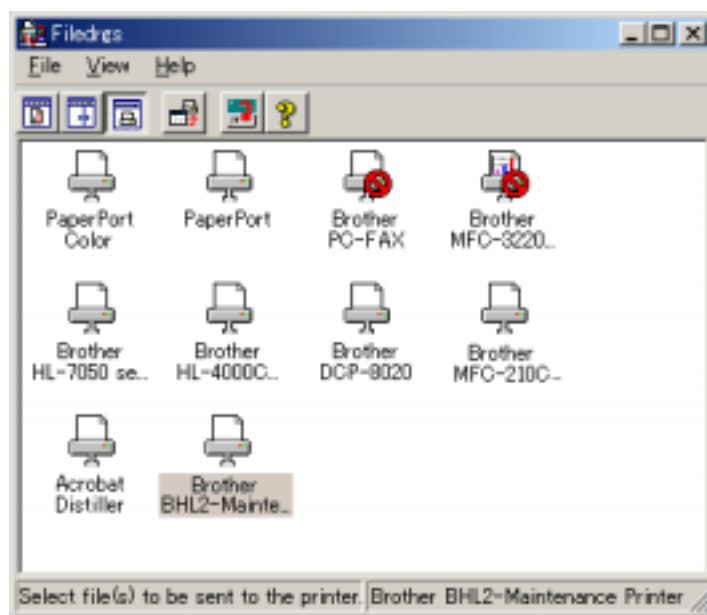 Filedrgs
File View Help
PaperPort
Color
PaperPort
Brother
PC-FAX
Brother
MFC-3220...
Brother
HL-7050 se...
Brother
HL-4000C...
Brother
DCP-8020
Brother
MFC-210C...
Acrobat
Distiller
Brother
BHL2-Mainte...
Select file(s) to be sent to the printer. Brother BHL2-Maintenance Printer